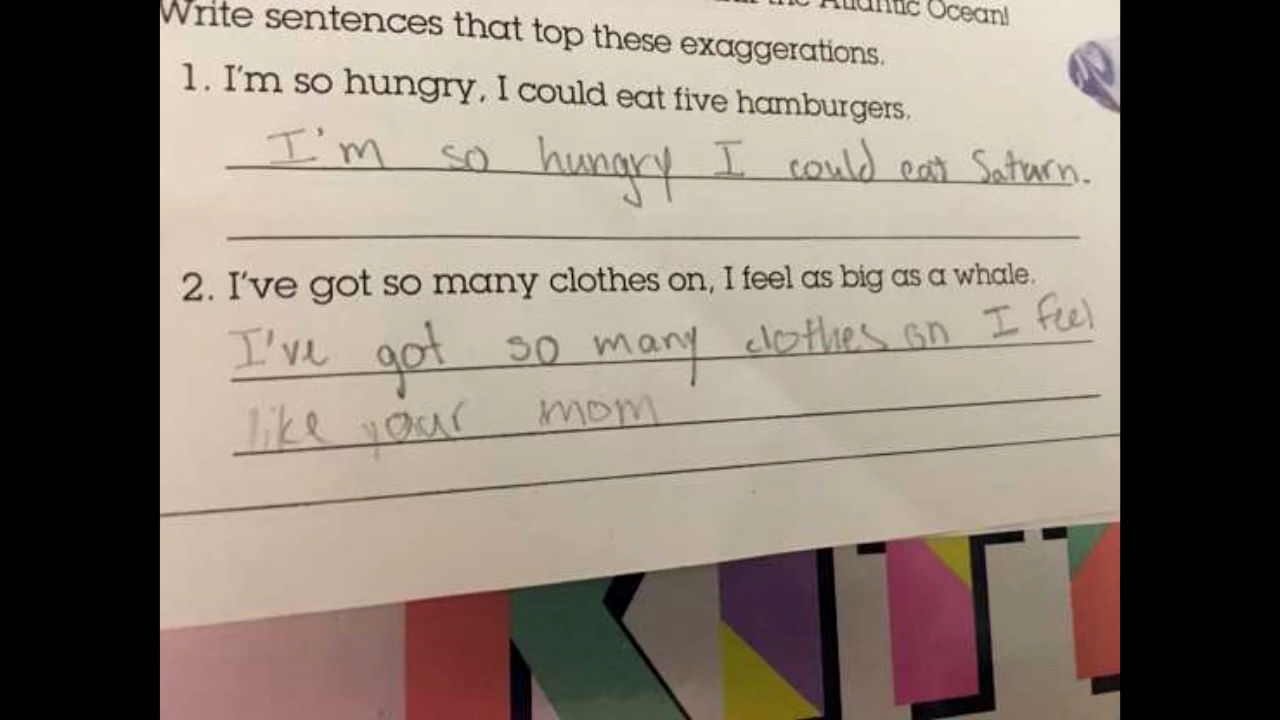 Atlantic Ocean!
Write sentences that top these exaggerations.
1. I'm so hungry, I could eat five hamburgers.
I'm so hungry I could eat Saturn.
2. I've got so many clothes on, I feel as big as a whale.
I've got so many clothes on I feel
like your mom